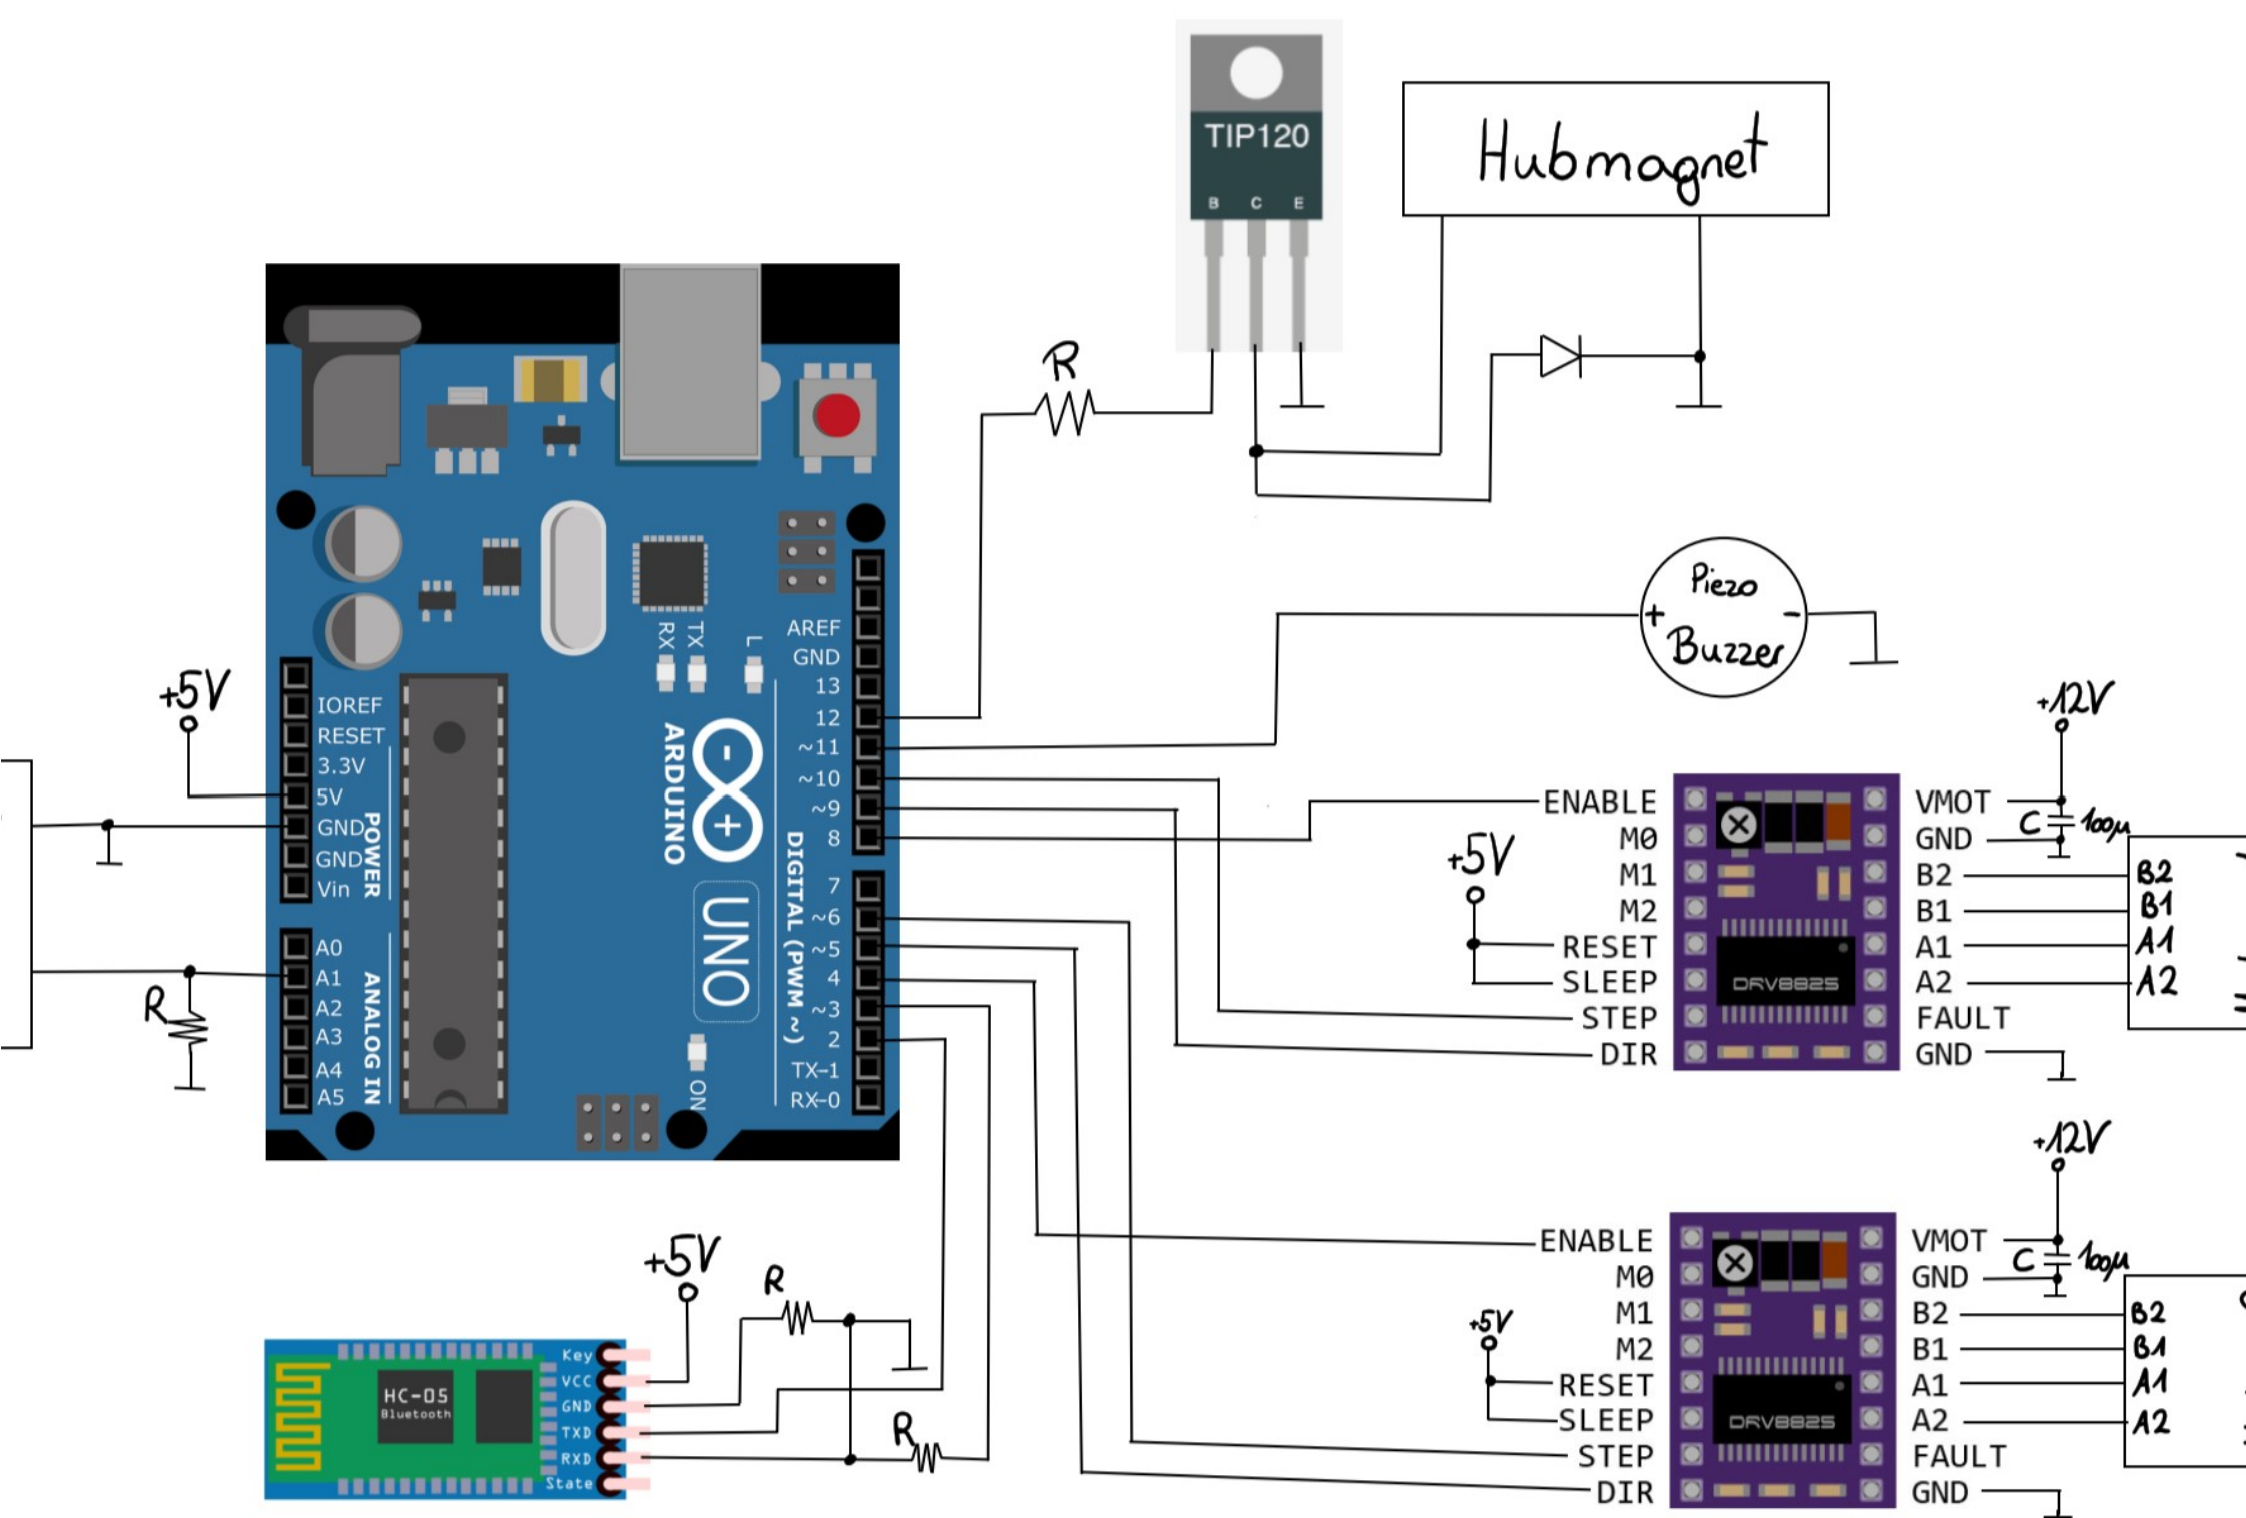 TIP120
B C E
Hubmagnet
R
Piezo
+ -
Buzzer
+5V
RX TX L
AREF
GND
13
12
~11
~10
~9
8
7
~6
~5
4
~3
2
TX-1
RX-0
DIGITAL (PWM ~)
ARDUINO
UNO
ON
IOREF
RESET
3.3V
5V
GND
GND
Vin
POWER
A0
A1
A2
A3
A4
A5
ANALOG IN
R
+12V
ENABLE
M0
M1
M2
RESET
SLEEP
STEP
DIR
+5V
DRV8825
VMOT
GND
B2
B1
A1
A2
FAULT
GND
C 100µ
B2
B1
A1
A2
+12V
ENABLE
M0
M1
M2
RESET
SLEEP
STEP
DIR
+5V
DRV8825
VMOT
GND
B2
B1
A1
A2
FAULT
GND
C 100µ
B2
B1
A1
A2
+5V
R
R
HC-05
Bluetooth
Key
VCC
GND
TXD
RXD
State